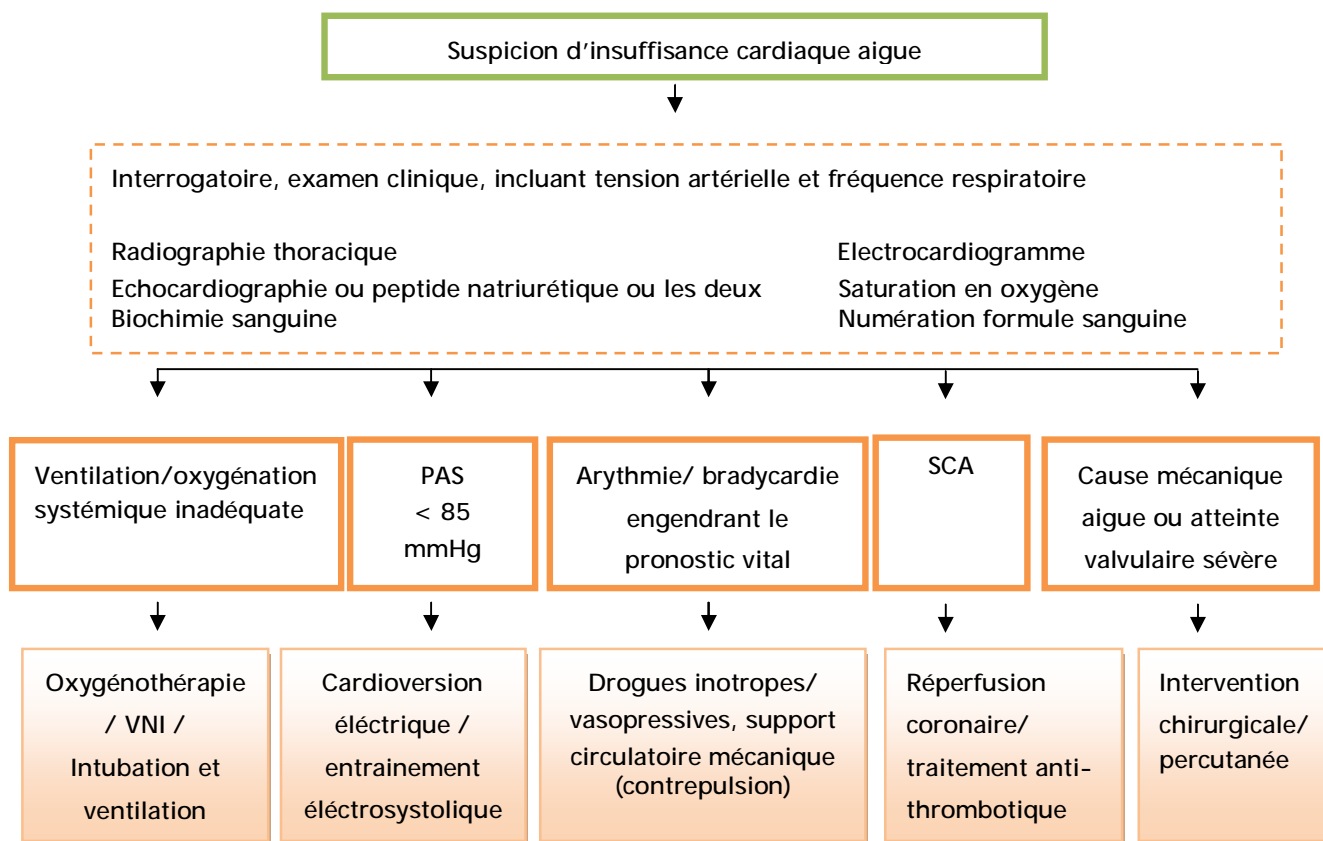 Suspicion d'insuffisance cardiaque aigue
Interrogatoire, examen clinique, incluant tension artérielle et fréquence respiratoire
Radiographie thoracique
Electrocardiogramme
Echocardiographie ou peptide natriurétique ou les deux
Saturation en oxygène
Biochimie sanguine
Numération formule sanguine
Ventilation/oxygénation
systémique inadéquate
PAS
< 85
mmHg
Arythmie/ bradycardie
engendrant le
pronostic vital
SCA
Cause mécanique
aigue ou atteinte
valvulaire sévère
Oxygénothérapie
/ VNI /
Intubation et
ventilation
Cardioversion
éléctrique /
entrainement
éléctrosystolique
Drogues inotropes/
vasopressives, support
circulatoire mécanique
(contrepulsion)
Réperfusion
coronaire/
traitement anti-
thrombotique
Intervention
chirurgicale/
percutanée